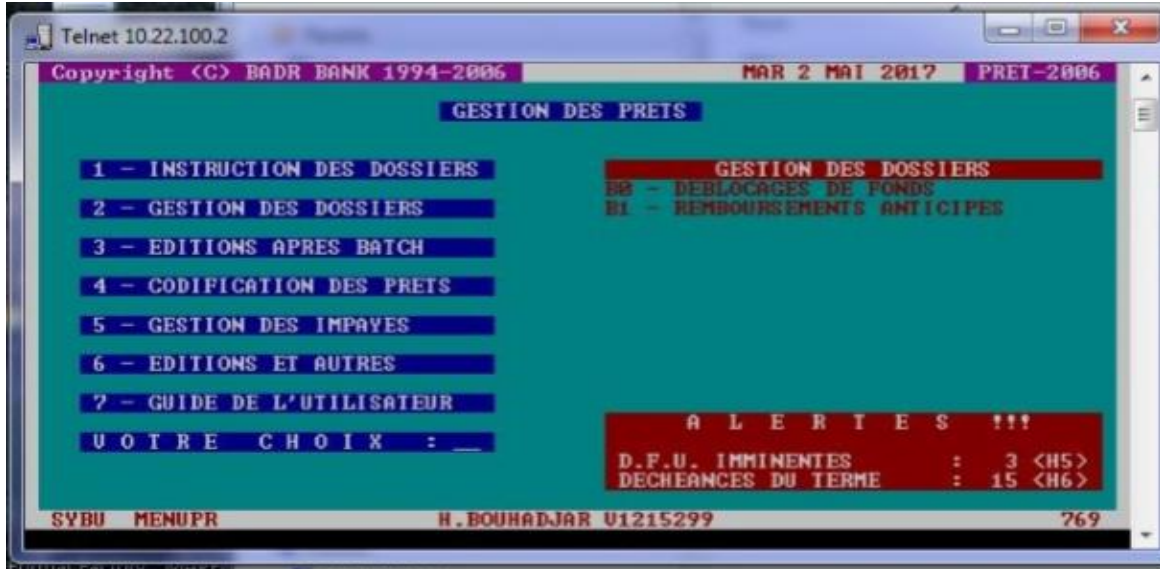 Telnet 10.22.100.2
Copyright (C) BADR BANK 1994-2006 MAR 2 MAI 2017 PRET-2006
GESTION DES PRETS
1 - INSTRUCTION DES DOSSIERS
2 - GESTION DES DOSSIERS
3 - EDITIONS APRES BATCH
4 - CODIFICATION DES PRETS
5 - GESTION DES IMPAYES
6 - EDITIONS ET AUTRES
7 - GUIDE DE L'UTILISATEUR
V O T R E C H O I X : __
GESTION DES DOSSIERS
B0 - DEBLOCAGES DE FONDS
B1 - REMBOURSEMENTS ANTICIPES
A L E R T E S !!!
D.F.U. IMMINENTES : 3 <H5>
DECHEANCES DU TERME : 15 <H6>
SYBU MENUPR H.BOUHADJAR V1215299 769